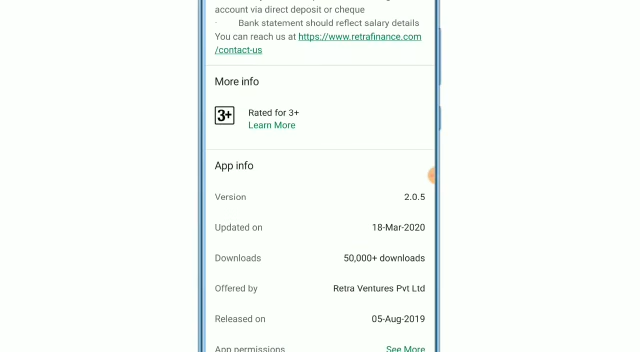 account via direct deposit or cheque
· Bank statement should reflect salary details
You can reach us at https://www.retrafinance.com
/contact-us
More info
3+
Rated for 3+
Learn More
App info
Version 2.0.5
Updated on 18-Mar-2020
Downloads 50,000+ downloads
Offered by Retra Ventures Pvt Ltd
Released on 05-Aug-2019
App permissions See More